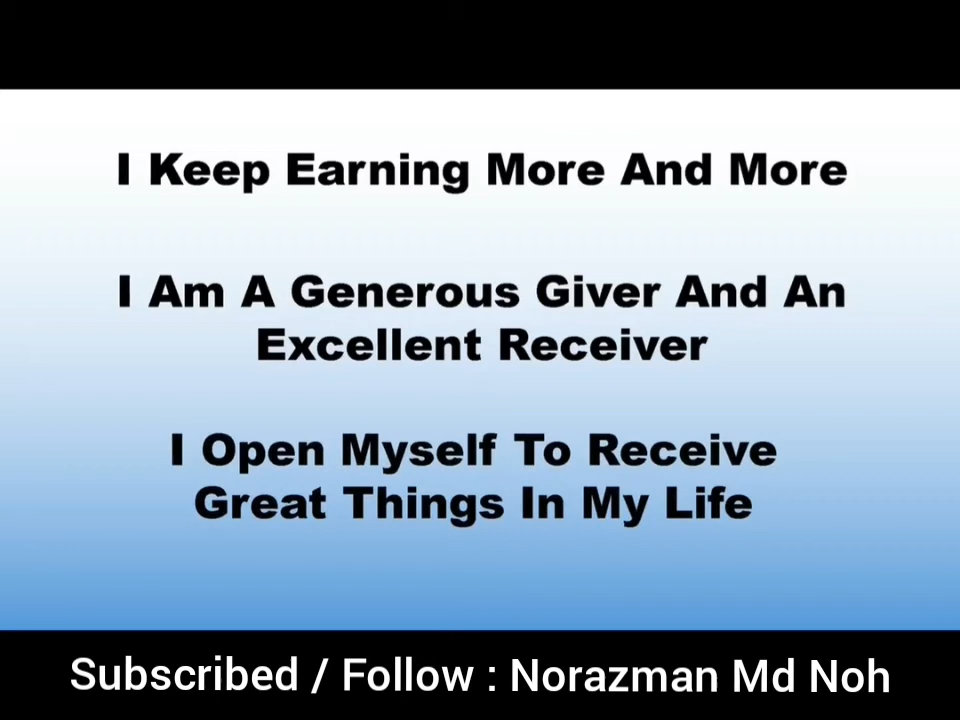 I Keep Earning More And More
I Am A Generous Giver And An
Excellent Receiver
I Open Myself To Receive
Great Things In My Life
Subscribed / Follow : Norazman Md Noh